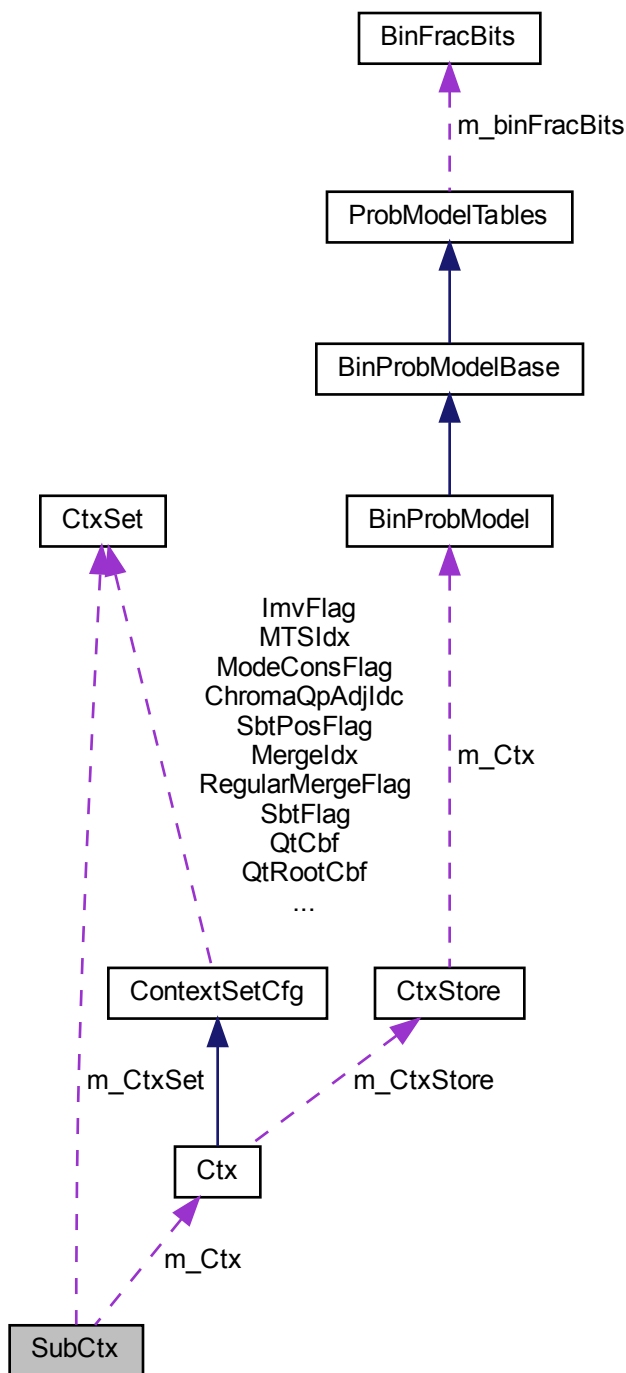 BinFracBits
m_binFracBits
ProbModelTables
BinProbModelBase
CtxSet
BinProbModel
ImvFlag
MTSIdx
ModeConsFlag
ChromaQpAdjIdc
SbtPosFlag
MergeIdx
RegularMergeFlag
SbtFlag
QtCbf
QtRootCbf
...
m_Ctx
ContextSetCfg
CtxStore
m_CtxSet
m_CtxStore
Ctx
m_Ctx
SubCtx